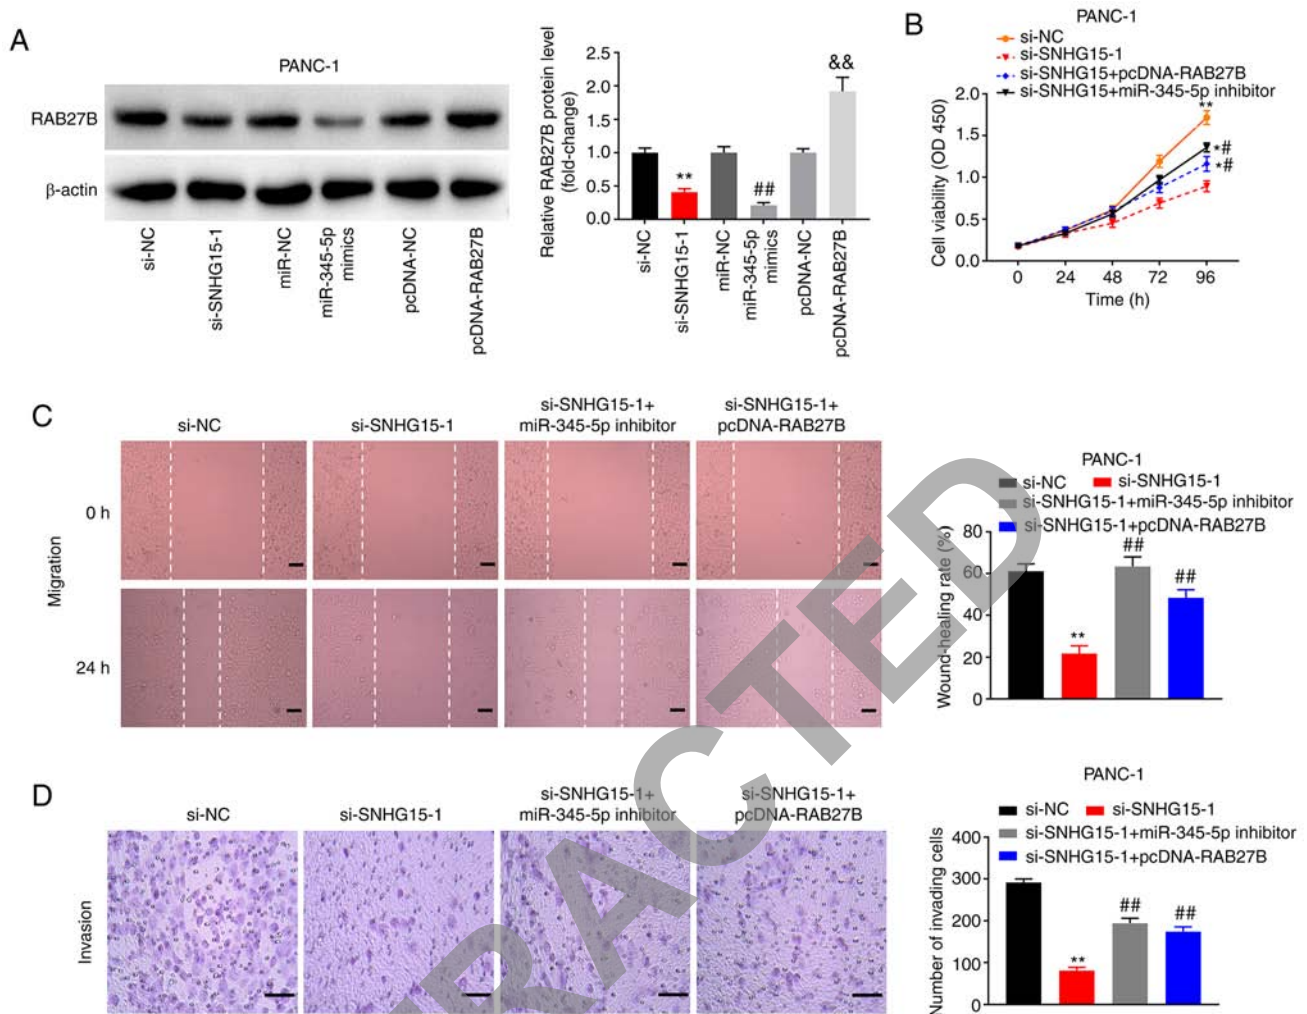 A
PANC-1
RAB27B
β-actin
si-NC
si-SNHG15-1
miR-NC
miR-345-5p
mimics
pcDNA-NC
pcDNA-RAB27B
Relative RAB27B protein level
(fold-change)
2.5
2.0
1.5
1.0
0.5
0.0
**
##
&&
si-NC
si-SNHG15-1
miR-NC
miR-345-5p
mimics
pcDNA-NC
pcDNA-RAB27B
B
PANC-1
si-NC
si-SNHG15-1
si-SNHG15+pcDNA-RAB27B
si-SNHG15+miR-345-5p inhibitor
Cell viability (OD 450)
2.0
1.5
1.0
0.5
0.0
**
*#
*#
0 24 48 72 96
Time (h)
C
si-NC
si-SNHG15-1
si-SNHG15-1+
miR-345-5p inhibitor
si-SNHG15-1+
pcDNA-RAB27B
Migration
0 h
24 h
PANC-1
si-NC si-SNHG15-1
si-SNHG15-1+miR-345-5p inhibitor
si-SNHG15-1+pcDNA-RAB27B
Wound-healing rate (%)
80
60
40
20
0
**
##
##
D
si-NC
si-SNHG15-1
si-SNHG15-1+
miR-345-5p inhibitor
si-SNHG15-1+
pcDNA-RAB27B
Invasion
PANC-1
si-NC si-SNHG15-1
si-SNHG15-1+miR-345-5p inhibitor
si-SNHG15-1+pcDNA-RAB27B
Number of invading cells
400
300
200
100
0
**
##
##
RACTED